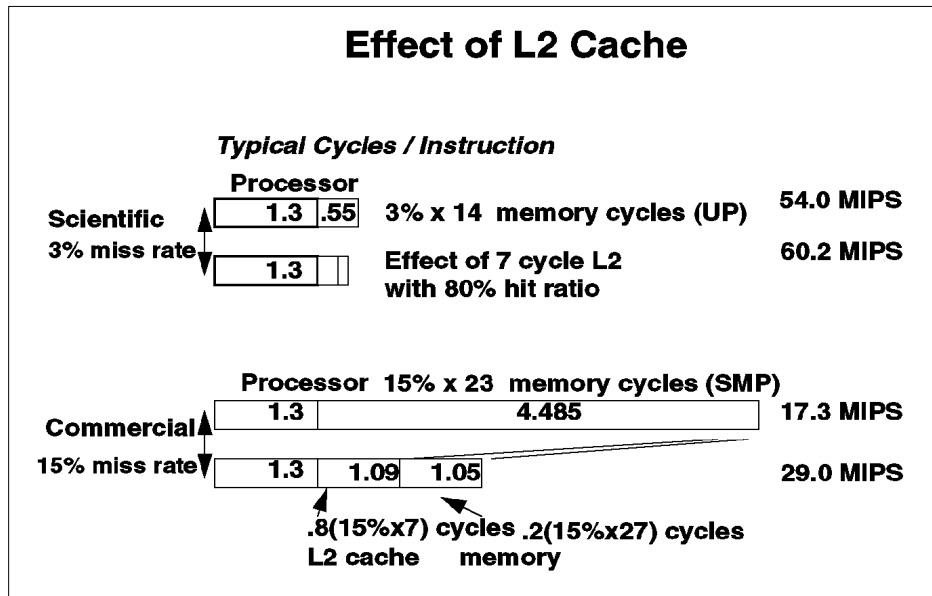 Effect of L2 Cache
Typical Cycles / Instruction
Processor
1.3 .55 3% x 14 memory cycles (UP) 54.0 MIPS
Scientific
3% miss rate
1.3 Effect of 7 cycle L2 60.2 MIPS
with 80% hit ratio
Processor 15% x 23 memory cycles (SMP)
1.3 4.485 17.3 MIPS
Commercial
15% miss rate
1.3 1.09 1.05 29.0 MIPS
.8(15%x7) cycles .2(15%x27) cycles
L2 cache memory